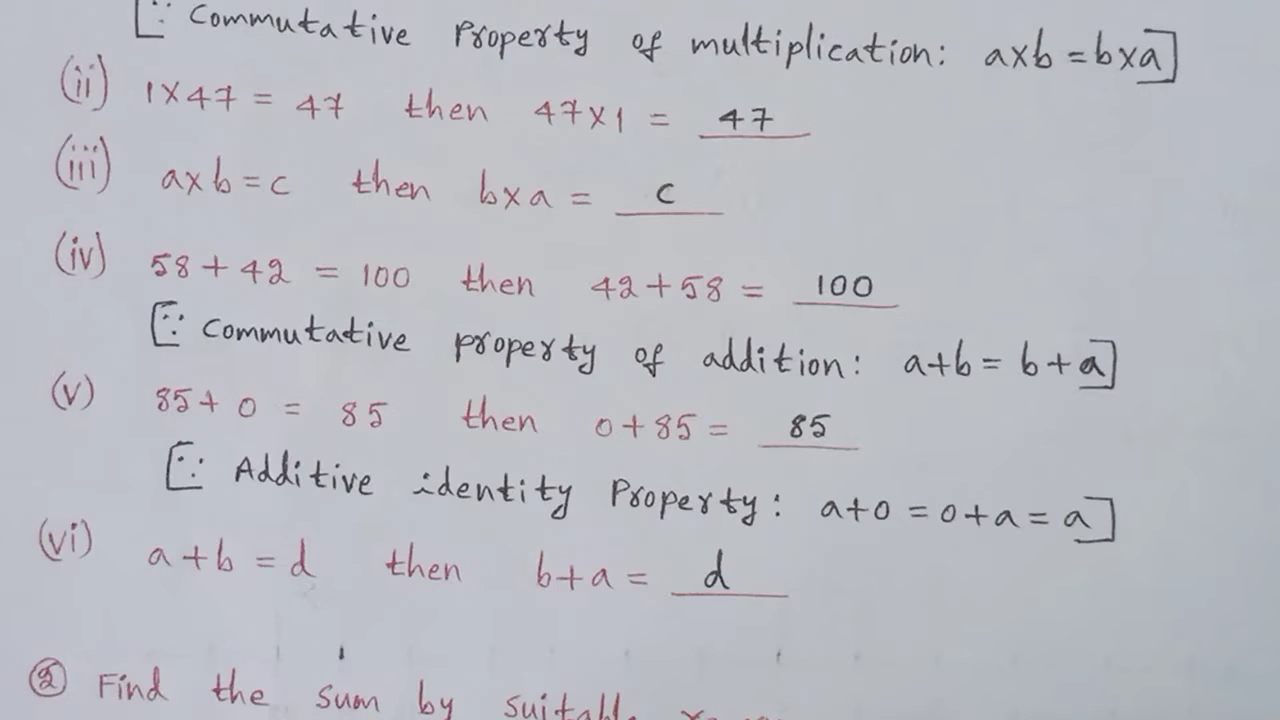 [∵ Commutative Property of multiplication: a×b = b×a]
(ii) 1×47 = 47 then 47×1 = 47
(iii) a×b = c then b×a = c
(iv) 58 + 42 = 100 then 42+58 = 100
[∵ Commutative property of addition: a+b = b+a]
(v) 85+0 = 85 then 0+85 = 85
[∵ Additive identity Property: a+0 = 0+a = a]
(vi) a+b = d then b+a = d
② Find the sum by